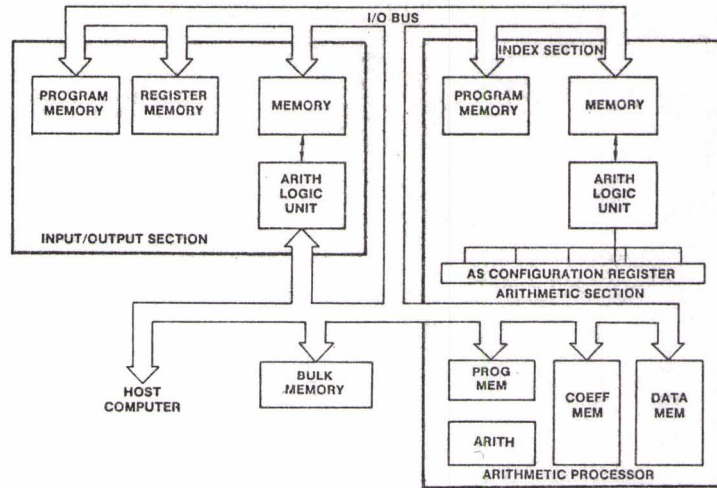 I/O BUS
INDEX SECTION
PROGRAM
MEMORY
REGISTER
MEMORY
MEMORY
PROGRAM
MEMORY
MEMORY
ARITH
LOGIC
UNIT
ARITH
LOGIC
UNIT
INPUT/OUTPUT SECTION
AS CONFIGURATION REGISTER
ARITHMETIC SECTION
HOST
COMPUTER
BULK
MEMORY
PROG
MEM
COEFF
MEM
DATA
MEM
ARITH
ARITHMETIC PROCESSOR